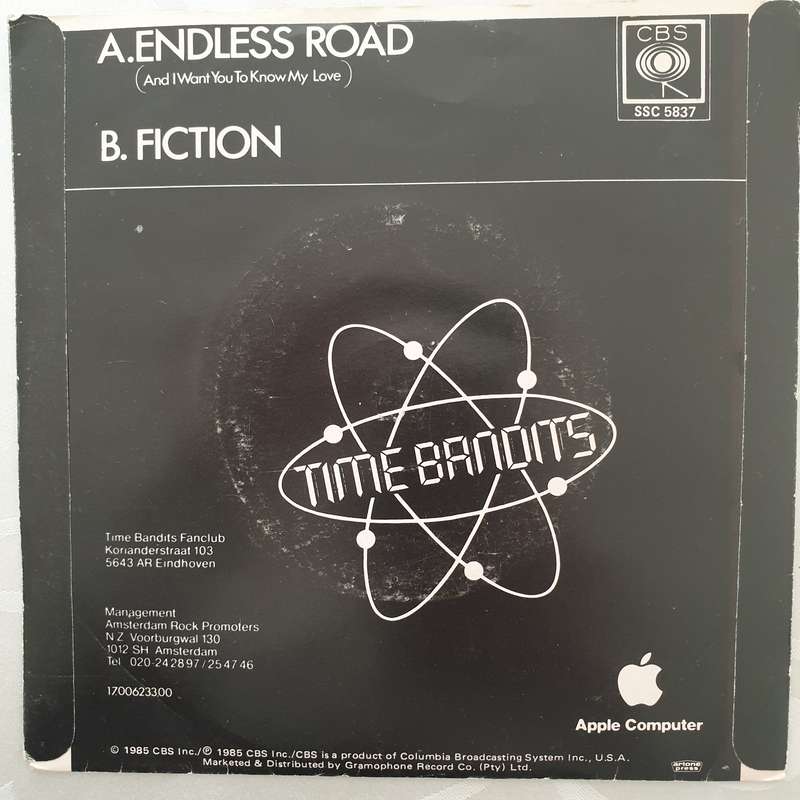 A. ENDLESS ROAD
(And I Want You To Know My Love)
B. FICTION
CBS
SSC 5837
TIME BANDITS
Time Bandits Fanclub
Korianderstraat 103
5643 AR Eindhoven
Management
Amsterdam Rock Promoters
N.Z. Voorburgwal 130
1012 SH Amsterdam
Tel 020-242897/254746
1700623300
Apple Computer
© 1985 CBS Inc./℗ 1985 CBS Inc./CBS is a product of Columbia Broadcasting System Inc., U.S.A.
Marketed & Distributed by Gramophone Record Co. (Pty) Ltd.
artone press